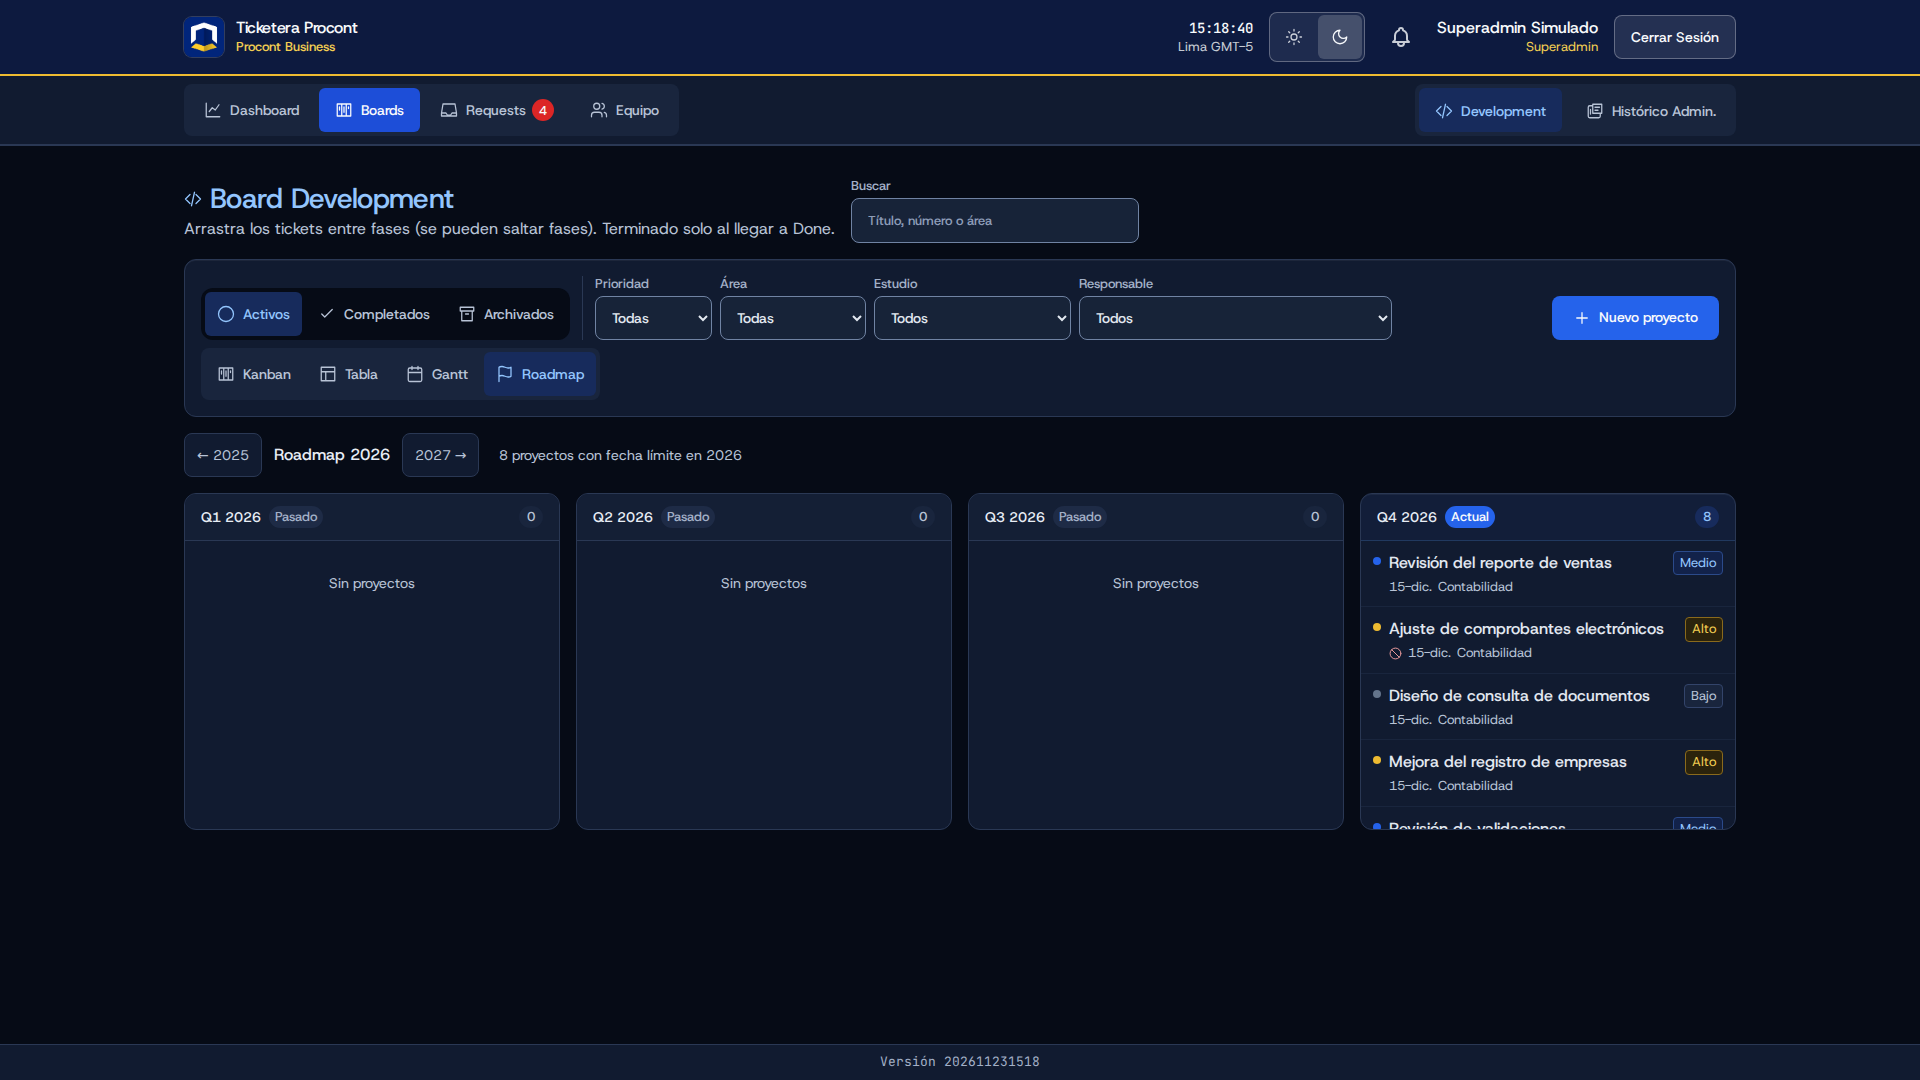 Ticketera Procont
Procont Business
15:18:40
Lima GMT-5
Superadmin Simulado
Superadmin
Cerrar Sesión
Dashboard
Boards
Requests 4
Equipo
Development
Histórico Admin.
Board Development
Arrastra los tickets entre fases (se pueden saltar fases). Terminado solo al llegar a Done.
Buscar
Título, número o área
Activos
Completados
Archivados
Prioridad
Todas
Área
Todas
Estudio
Todos
Responsable
Todos
+ Nuevo proyecto
Kanban
Tabla
Gantt
Roadmap
← 2025
Roadmap 2026
2027 →
8 proyectos con fecha límite en 2026
Q1 2026 Pasado 0
Sin proyectos
Q2 2026 Pasado 0
Sin proyectos
Q3 2026 Pasado 0
Sin proyectos
Q4 2026 Actual 8
Revisión del reporte de ventas Medio
15-dic. Contabilidad
Ajuste de comprobantes electrónicos Alto
15-dic. Contabilidad
Diseño de consulta de documentos Bajo
15-dic. Contabilidad
Mejora del registro de empresas Alto
15-dic. Contabilidad
Revisión de validaciones Medio
Versión 202611231518